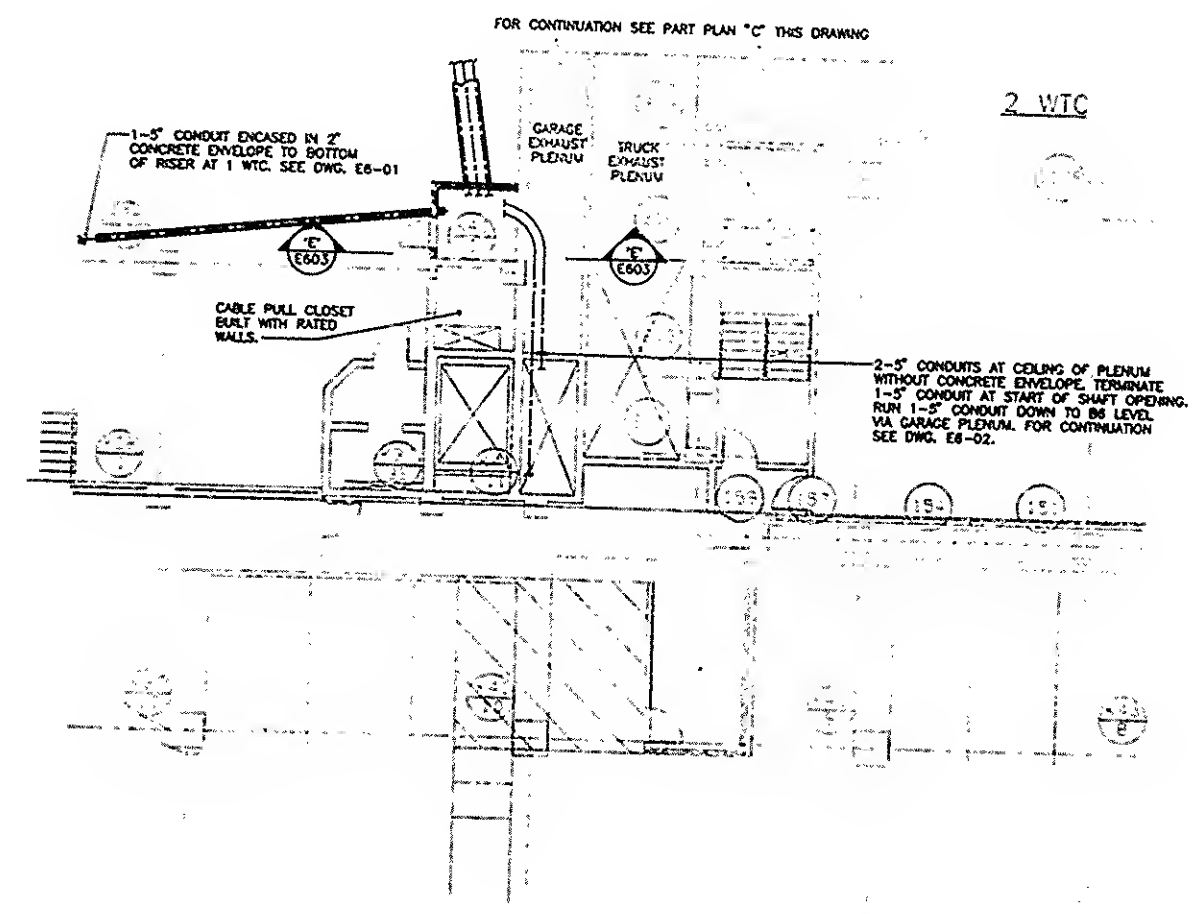 FOR CONTINUATION SEE PART PLAN "C" THIS DRAWING
2 WTC
1-5" CONDUIT ENCASED IN 2"
CONCRETE ENVELOPE TO BOTTOM
OF RISER AT 1 WTC. SEE DWG. E6-01
GARAGE
EXHAUST
PLENUM
TRUCK
EXHAUST
PLENUM
"E"
E603
"E"
E603
CABLE PULL CLOSET
BUILT WITH RATED
WALLS.
2-5" CONDUITS AT CEILING OF PLENUM
WITHOUT CONCRETE ENVELOPE, TERMINATE
1-5" CONDUIT AT START OF SHAFT OPENING.
RUN 1-5" CONDUIT DOWN TO B6 LEVEL
VIA GARAGE PLENUM. FOR CONTINUATION
SEE DWG. E6-02.
157
154
151